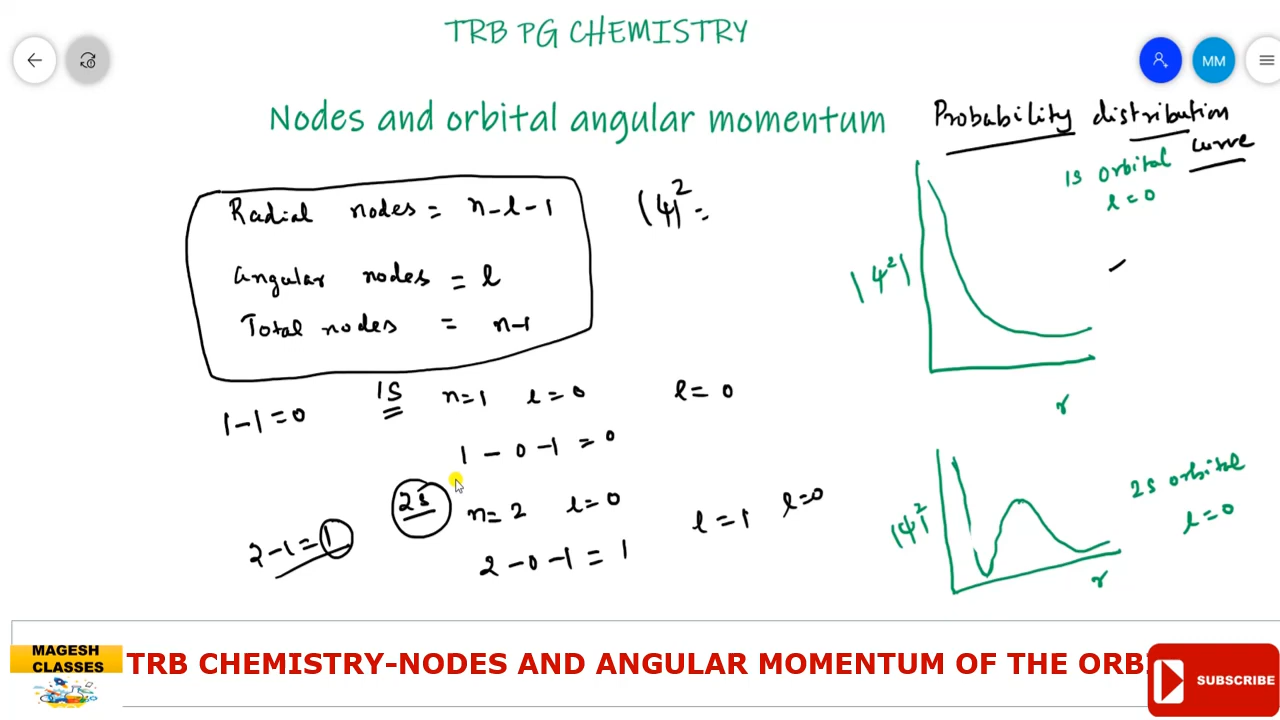 TRB PG CHEMISTRY
MM
Nodes and orbital angular momentum
Probability distribution
curve
1s orbital
l=0
Radial nodes = n-l-1
|ψ|² =
angular nodes = l
|ψ²|
Total nodes = n-1
1S n=1 l=0 l=0
1-1=0
r
1-0-1=0
2s orbital
l=0
2s n=2 l=0 l=1 l=0
|ψ|²
2-1=1 2-0-1=1
r
MAGESH
CLASSES
TRB CHEMISTRY-NODES AND ANGULAR MOMENTUM OF THE ORB
SUBSCRIBE